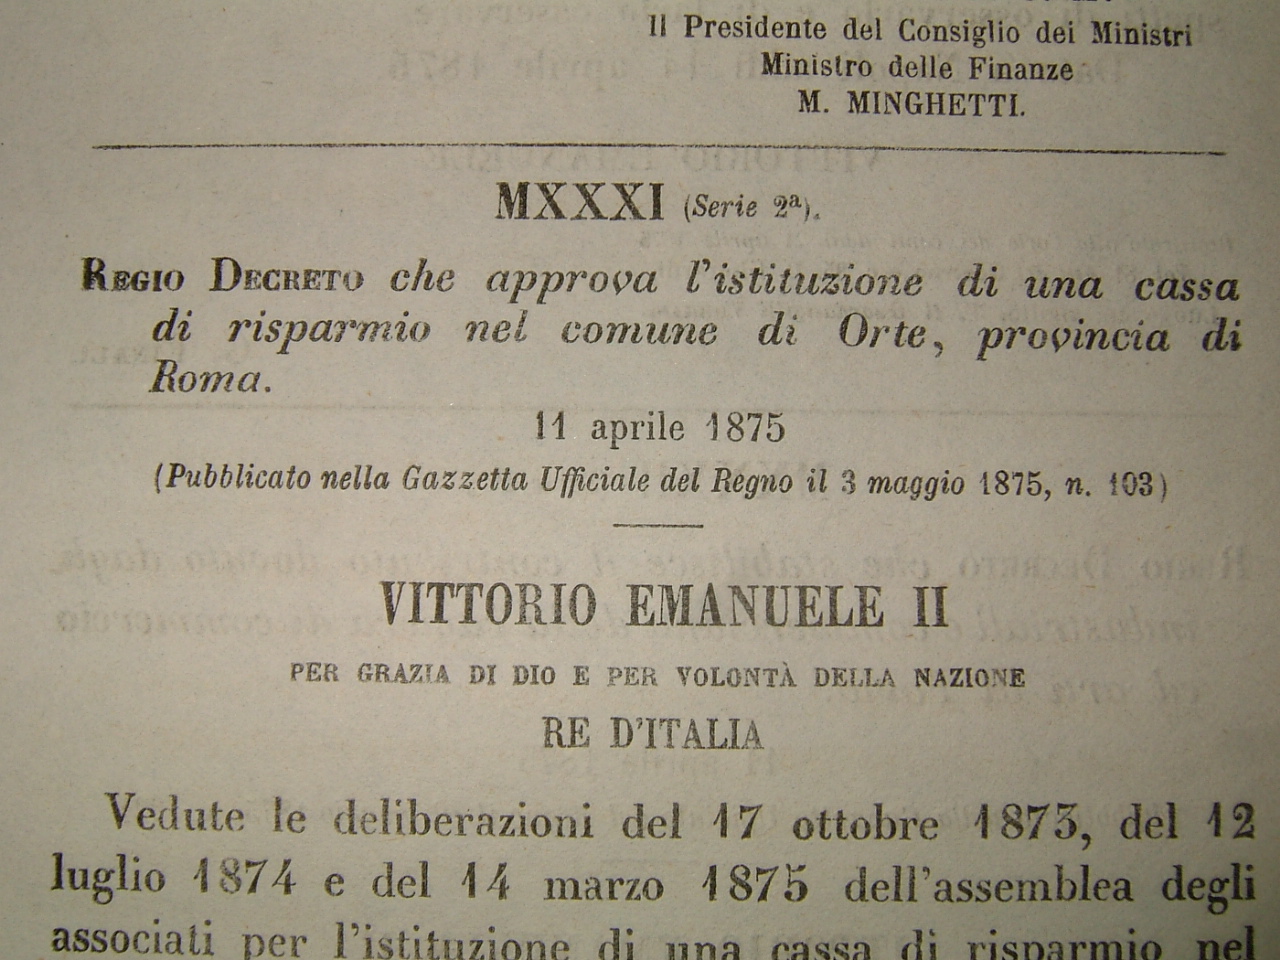 Il Presidente del Consiglio dei Ministri
Ministro delle Finanze
M. MINGHETTI.
MXXXI (Serie 2ª).
REGIO DECRETO che approva l'istituzione di una cassa
di risparmio nel comune di Orte, provincia di
Roma.
11 aprile 1875
(Pubblicato nella Gazzetta Ufficiale del Regno il 3 maggio 1875, n. 103)
VITTORIO EMANUELE II
PER GRAZIA DI DIO E PER VOLONTÀ DELLA NAZIONE
RE D'ITALIA
Vedute le deliberazioni del 17 ottobre 1873, del 12
luglio 1874 e del 14 marzo 1875 dell'assemblea degli
associati per l'istituzione di una cassa di risparmio nel